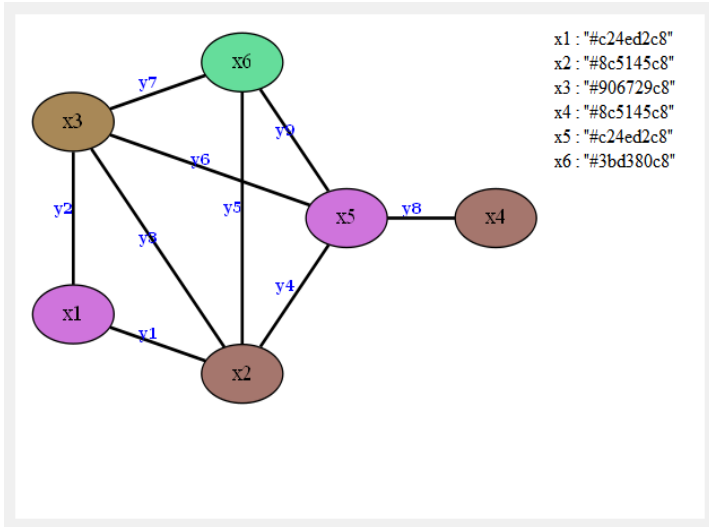 x1 : "#c24ed2c8"
x2 : "#8c5145c8"
x3 : "#906729c8"
x4 : "#8c5145c8"
x5 : "#c24ed2c8"
x6 : "#3bd380c8"
x6
y7
x3
y9
y6
y2
y5
x5
y8
x4
y3
y4
x1
y1
x2